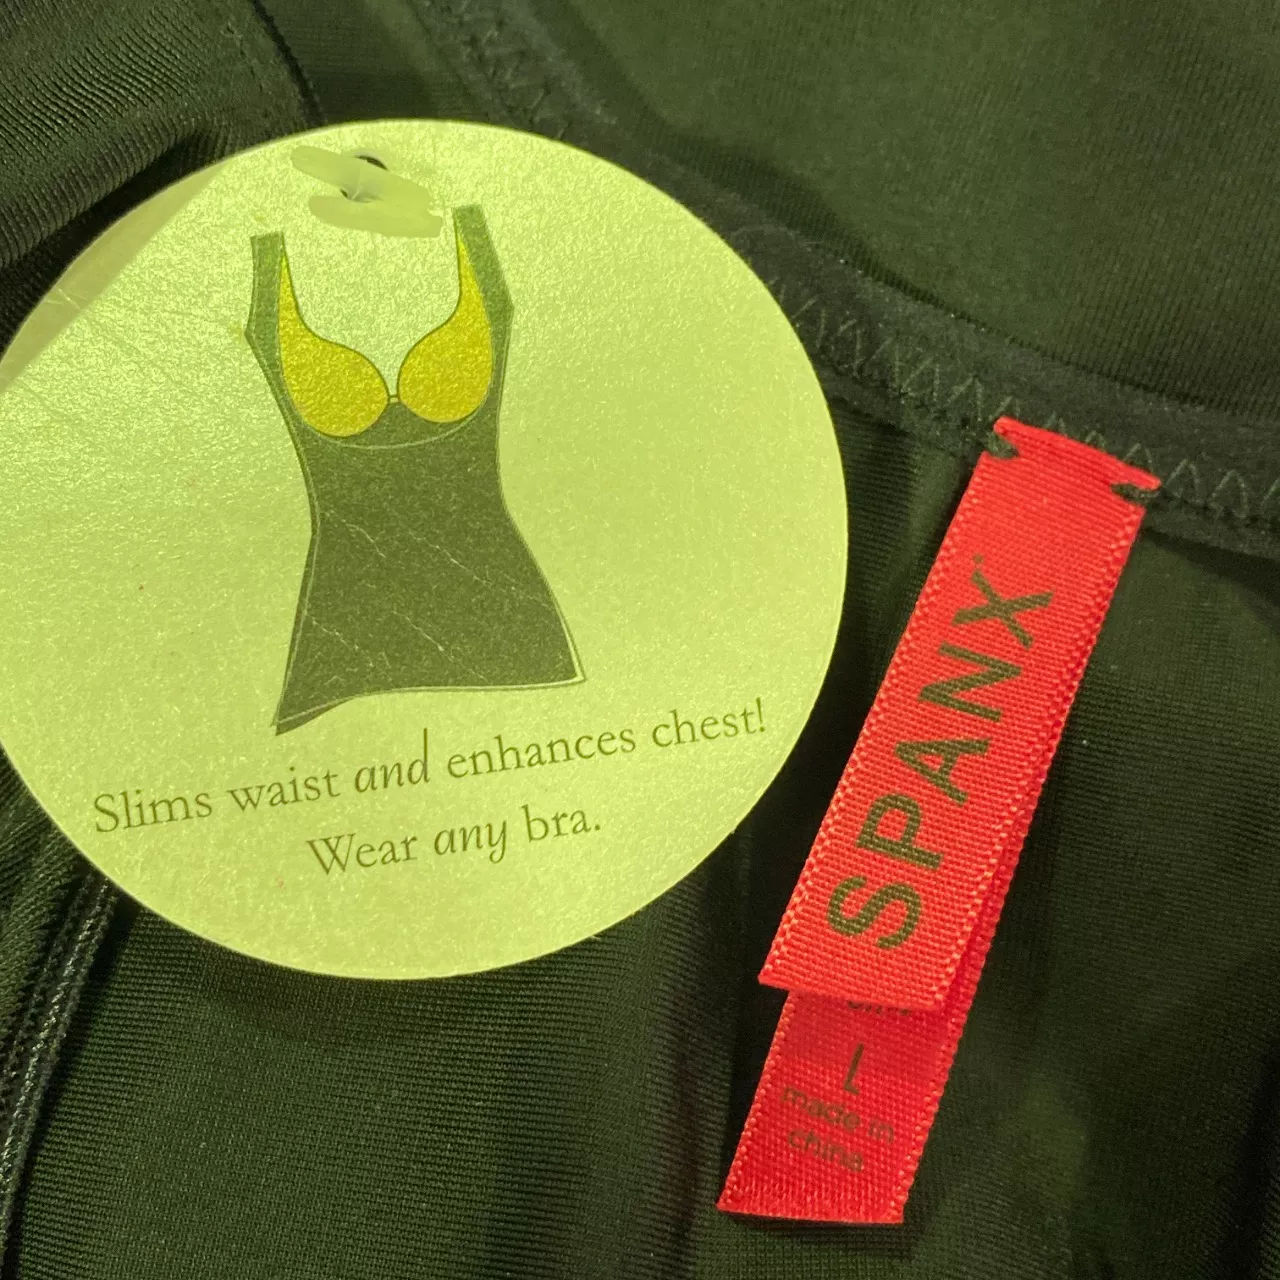 Slims waist and enhances chest!
Wear any bra.
SPANX
L
made in
china